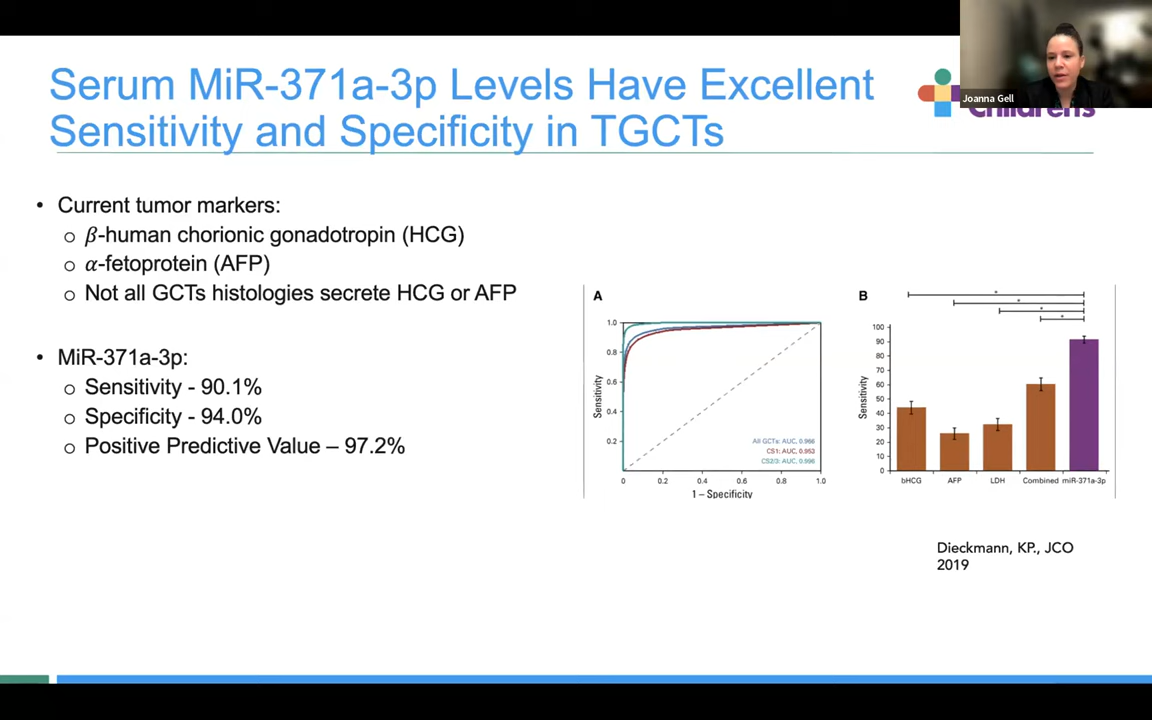 Serum MiR-371a-3p Levels Have Excellent
Sensitivity and Specificity in TGCTs
Joanna Gell
Children's
• Current tumor markers:
o β-human chorionic gonadotropin (HCG)
o α-fetoprotein (AFP)
o Not all GCTs histologies secrete HCG or AFP
• MiR-371a-3p:
o Sensitivity - 90.1%
o Specificity - 94.0%
o Positive Predictive Value – 97.2%
A
1.0
0.8
0.6
0.4
0.2
Sensitivity
All GCTs: AUC, 0.966
CS1: AUC, 0.953
CS2/3: AUC, 0.996
0 0.2 0.4 0.6 0.8 1.0
1 – Specificity
B
* 
*
*
*
100
90
80
70
60
50
40
30
20
10
0
Sensitivity
bHCG AFP LDH Combined miR-371a-3p
Dieckmann, KP., JCO
2019